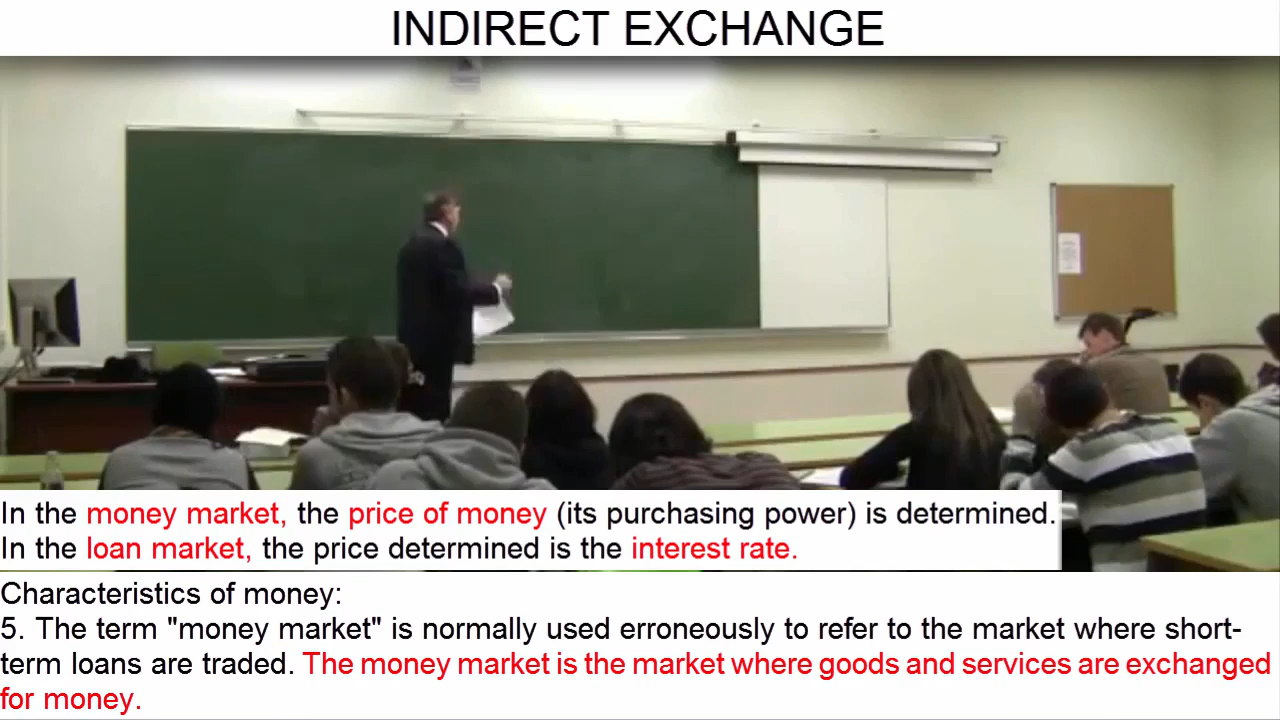 INDIRECT EXCHANGE
In the money market, the price of money (its purchasing power) is determined.
In the loan market, the price determined is the interest rate.
Characteristics of money:
5. The term "money market" is normally used erroneously to refer to the market where short-
term loans are traded. The money market is the market where goods and services are exchanged
for money.